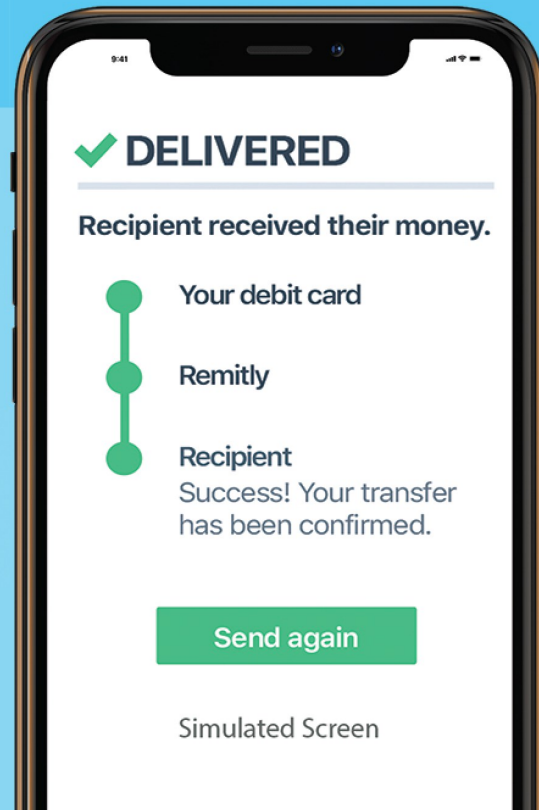 9:41
DELIVERED
Recipient received their money.
Your debit card
Remitly
Recipient
Success! Your transfer
has been confirmed.
Send again
Simulated Screen